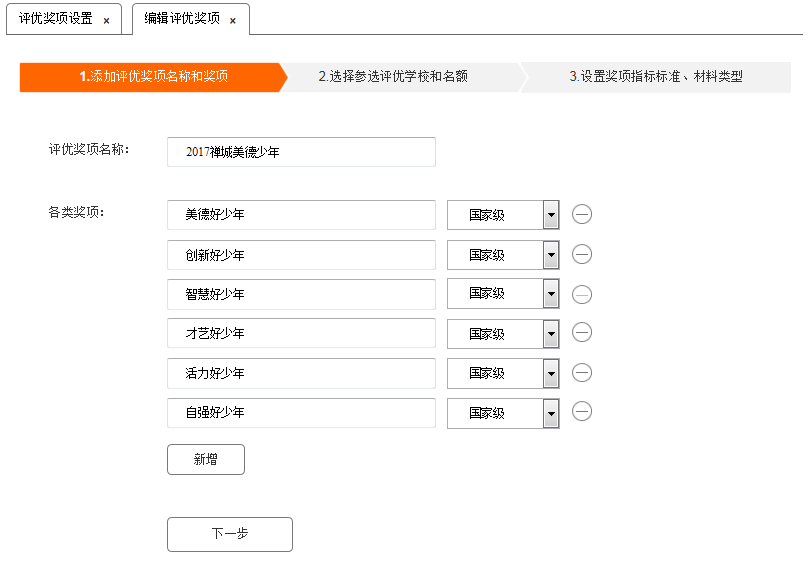 评优奖项设置 × 编辑评优奖项 ×
1.添加评优奖项名称和奖项 2.选择参选评优学校和名额 3.设置奖项指标标准、材料类型
评优奖项名称： 2017禅城美德少年
各类奖项： 美德好少年 国家级
创新好少年 国家级
智慧好少年 国家级
才艺好少年 国家级
活力好少年 国家级
自强好少年 国家级
新增
下一步